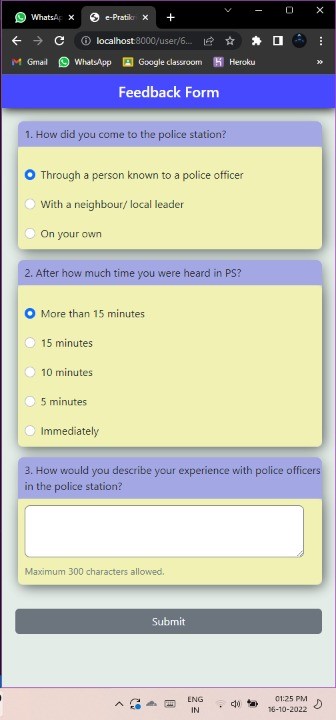 WhatsA
e-Pratik
localhost:8000/user/6...
Gmail
WhatsApp
Google classroom
Heroku
»
Feedback Form
1. How did you come to the police station?
Through a person known to a police officer
With a neighbour/ local leader
On your own
2. After how much time you were heard in PS?
More than 15 minutes
15 minutes
10 minutes
5 minutes
Immediately
3. How would you describe your experience with police officers
in the police station?
Maximum 300 characters allowed.
Submit
ENG
IN
01:25 PM
16-10-2022